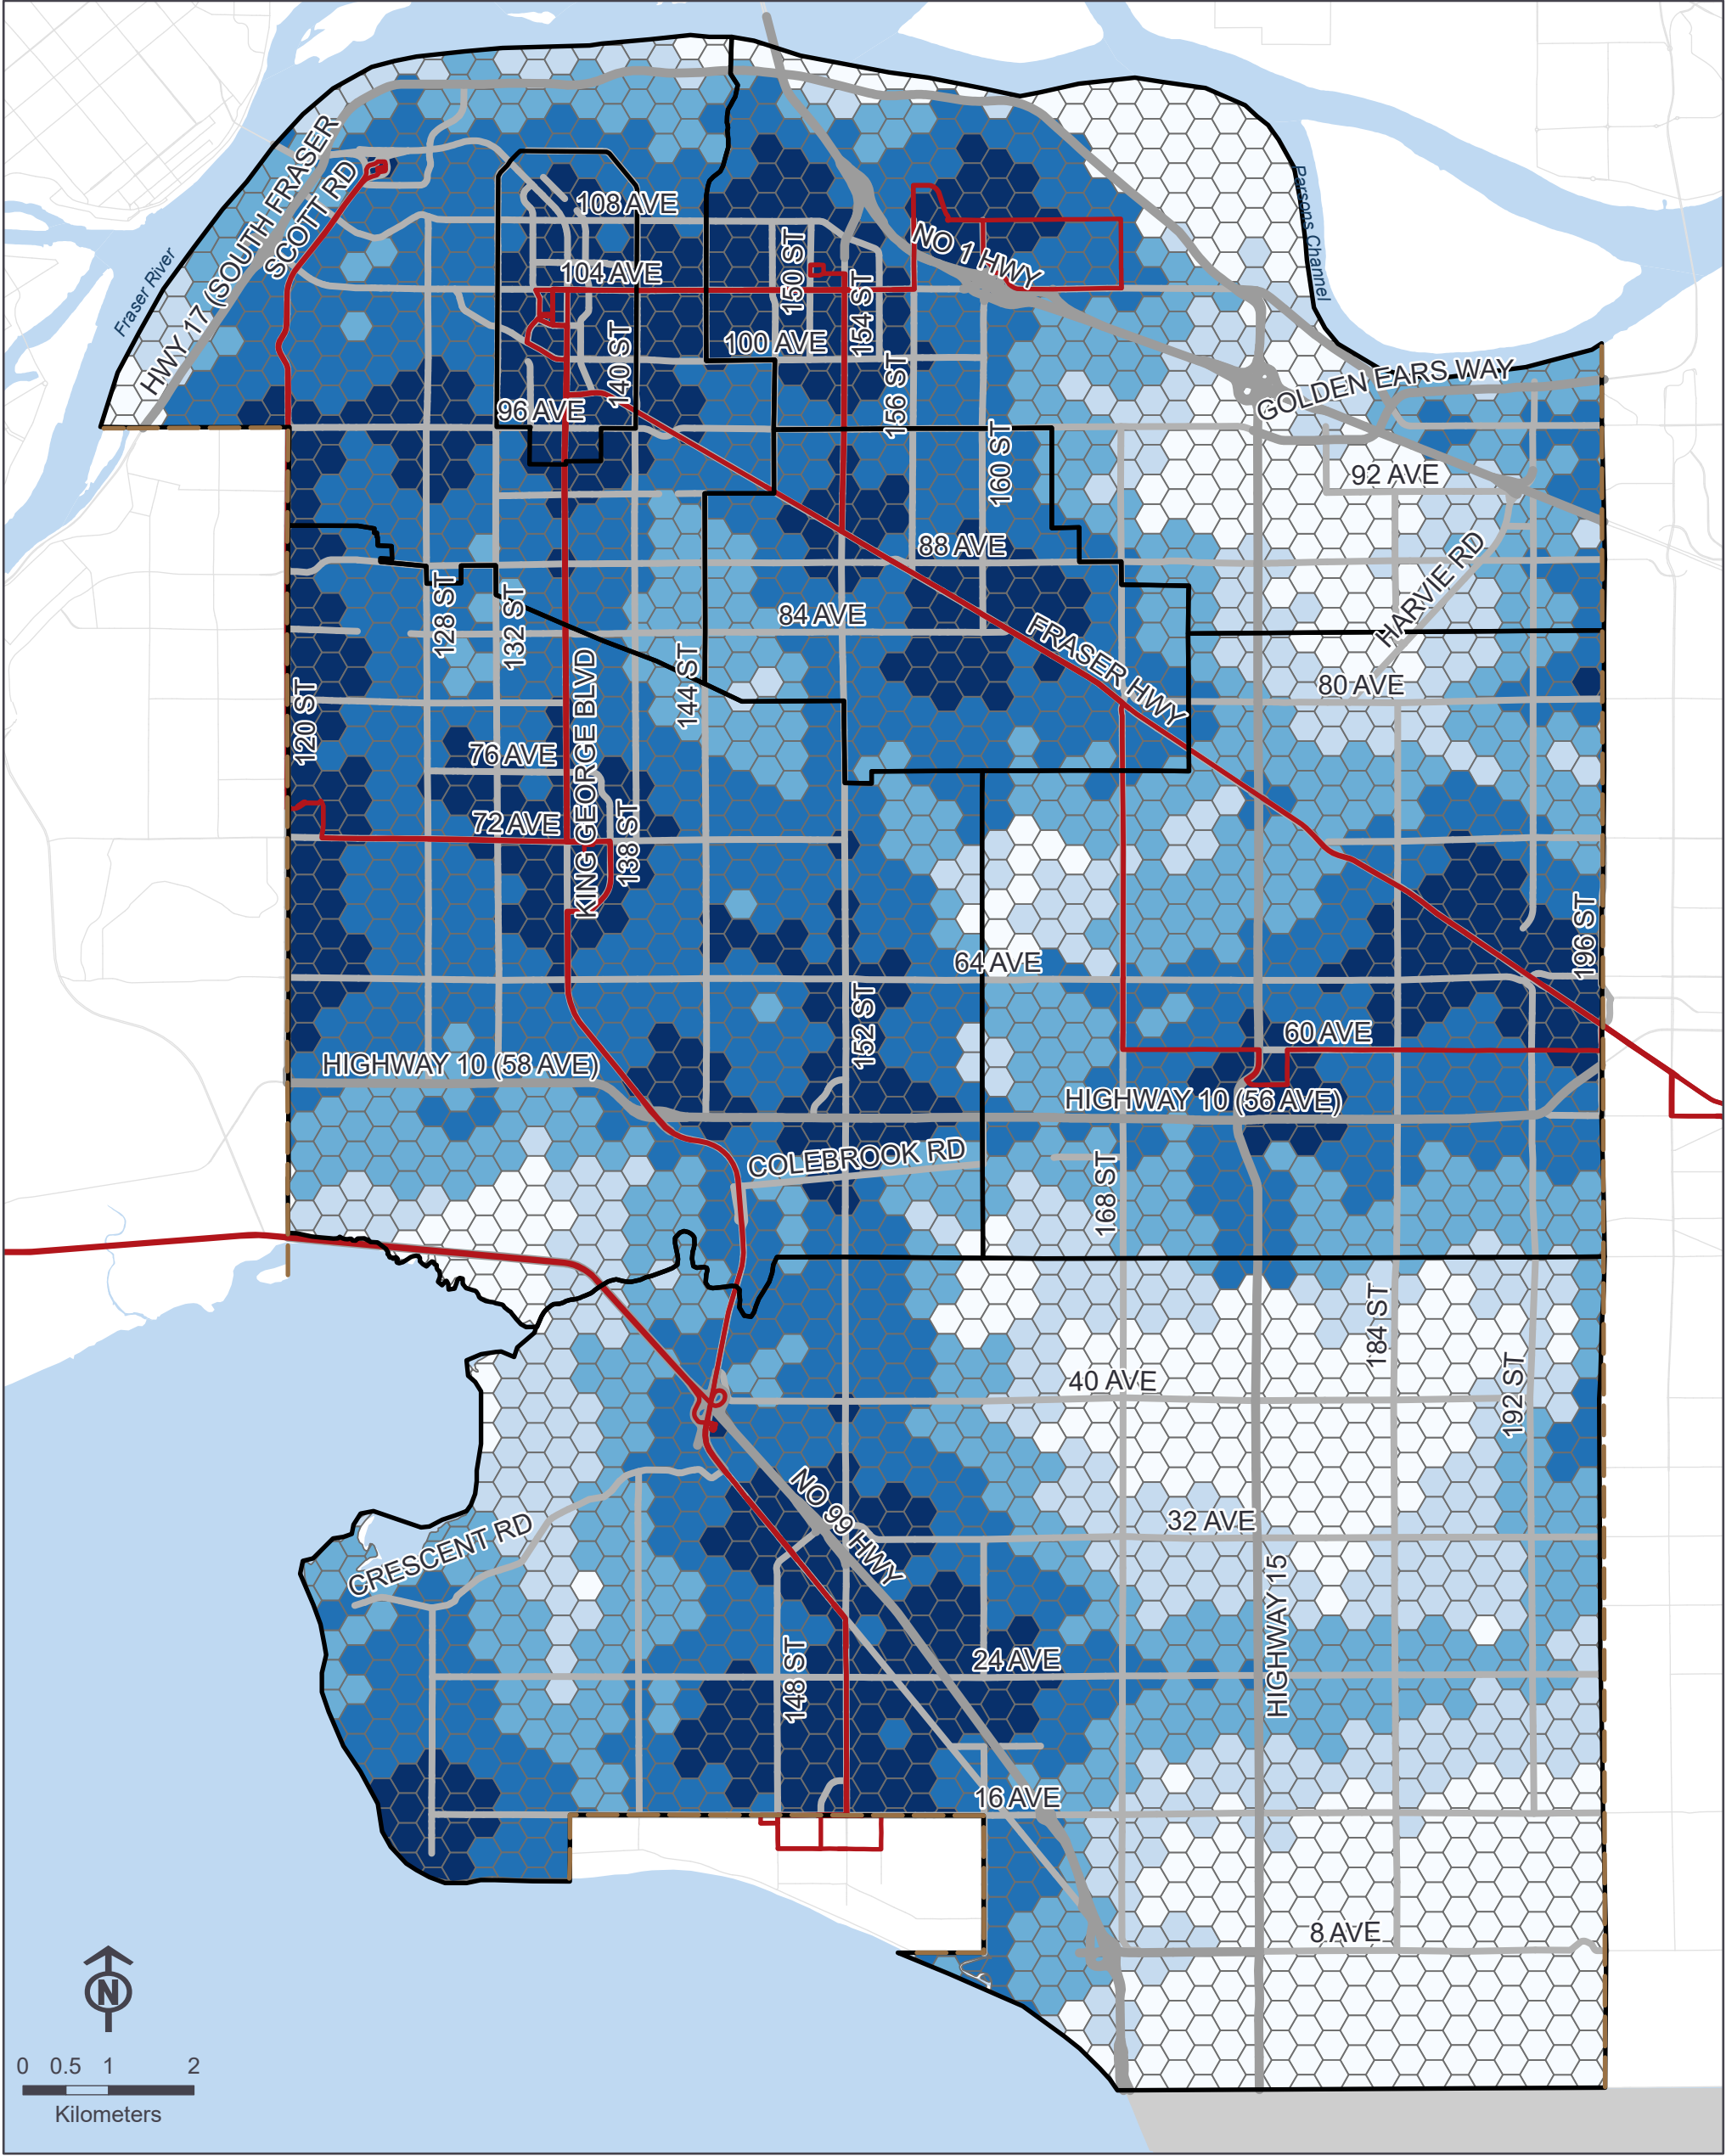 HWY 17 (SOUTH FRASER
SCOTT RD
Fraser River
108 AVE
104 AVE
150 ST
154 ST
NO 1 HWY
Parsons Channel
140 ST
100 AVE
156 ST
96 AVE
GOLDEN EARS WAY
160 ST
92 AVE
88 AVE
HARVIE RD
128 ST
132 ST
84 AVE
FRASER HWY
144 ST
80 AVE
120 ST
KING GEORGE BLVD
76 AVE
72 AVE
138 ST
196 ST
64 AVE
152 ST
60 AVE
HIGHWAY 10 (58 AVE)
HIGHWAY 10 (56 AVE)
COLEBROOK RD
168 ST
184 ST
40 AVE
192 ST
NO 99 HWY
32 AVE
CRESCENT RD
HIGHWAY 15
148 ST
24 AVE
16 AVE
8 AVE
N
0 0.5 1 2
Kilometers